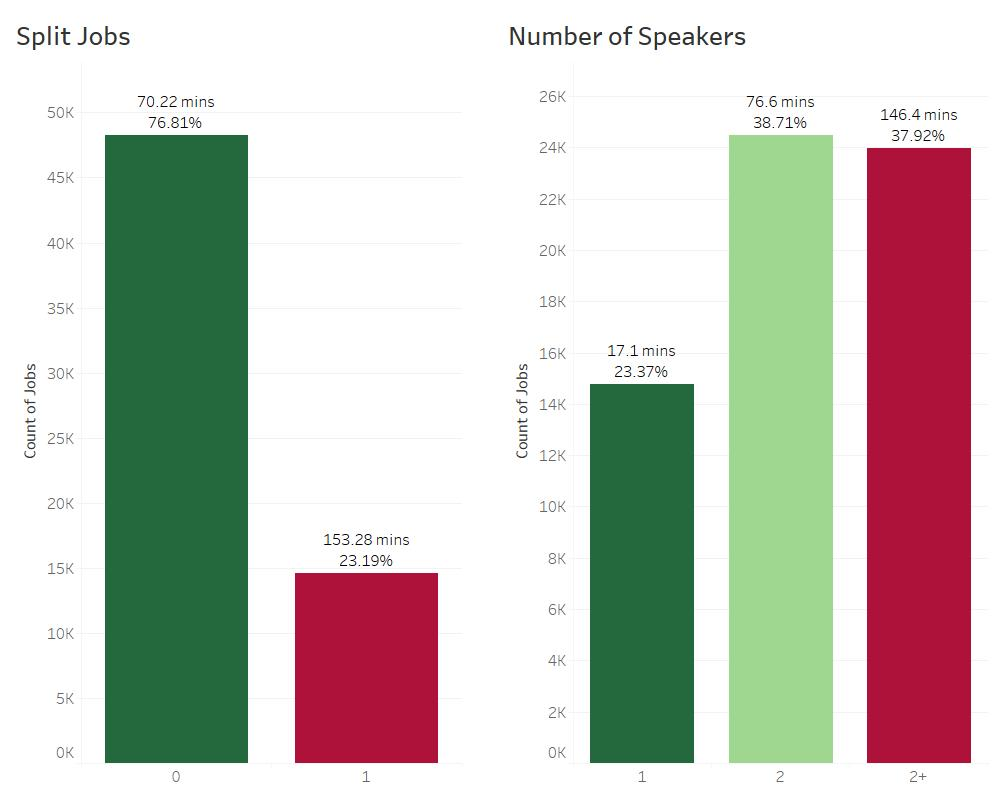 Split Jobs
Count of Jobs
50K
45K
40K
35K
30K
25K
20K
15K
10K
5K
0K
70.22 mins
76.81%
153.28 mins
23.19%
0
1
Number of Speakers
Count of Jobs
26K
24K
22K
20K
18K
16K
14K
12K
10K
8K
6K
4K
2K
0K
17.1 mins
23.37%
76.6 mins
38.71%
146.4 mins
37.92%
1
2
2+